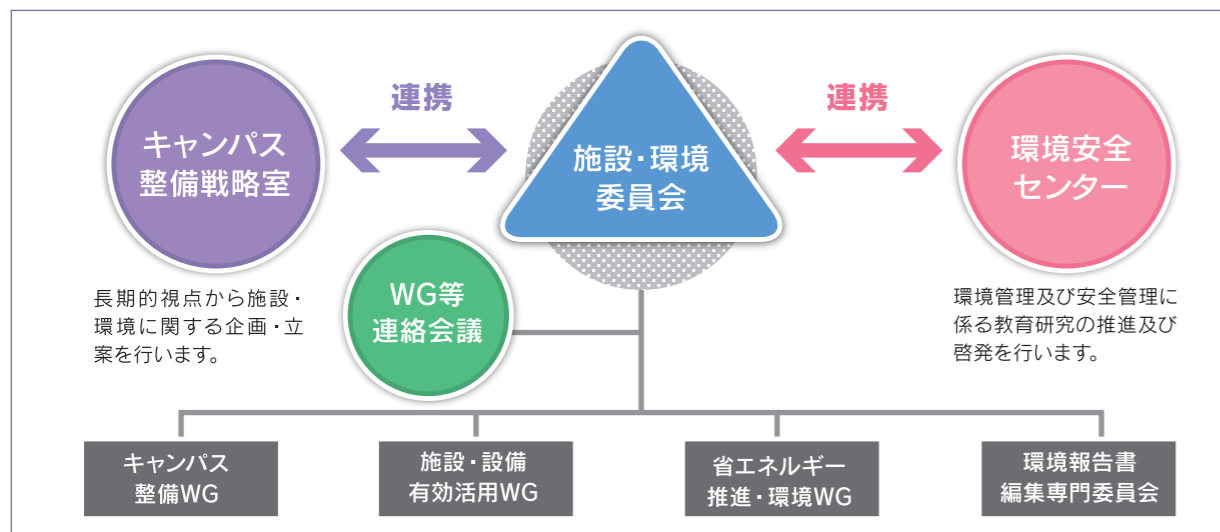 連携
連携
キャンパス
整備戦略室
施設・環境
委員会
環境安全
センター
長期的視点から施設・
環境に関する企画・立
案を行います。
WG等
連絡会議
環境管理及び安全管理に
係る教育研究の推進及び
啓発を行います。
キャンパス
整備WG
施設・設備
有効活用WG
省エネルギー
推進・環境WG
環境報告書
編集専門委員会